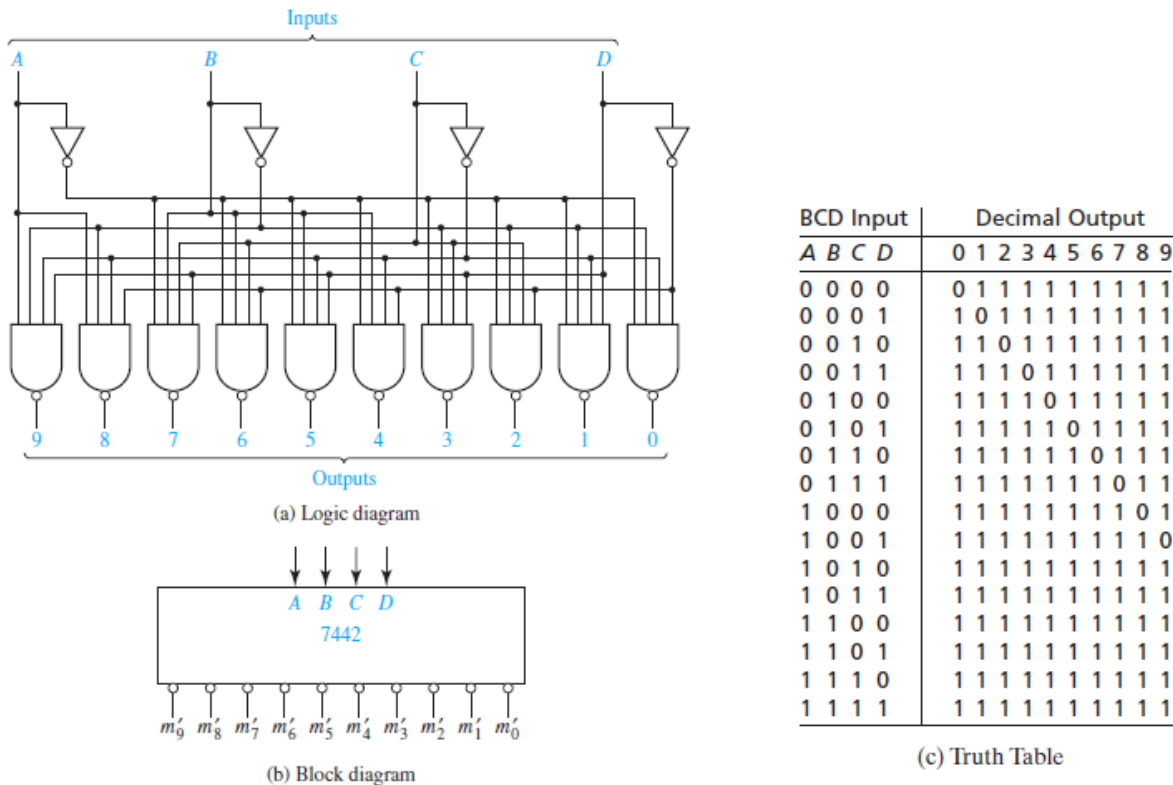 Inputs
A B C D
9 8 7 6 5 4 3 2 1 0
Outputs
(a) Logic diagram
A B C D
7442
m′9 m′8 m′7 m′6 m′5 m′4 m′3 m′2 m′1 m′0
(b) Block diagram
BCD Input Decimal Output
A B C D 0 1 2 3 4 5 6 7 8 9
0 0 0 0 0 1 1 1 1 1 1 1 1 1
0 0 0 1 1 0 1 1 1 1 1 1 1 1
0 0 1 0 1 1 0 1 1 1 1 1 1 1
0 0 1 1 1 1 1 0 1 1 1 1 1 1
0 1 0 0 1 1 1 1 0 1 1 1 1 1
0 1 0 1 1 1 1 1 1 0 1 1 1 1
0 1 1 0 1 1 1 1 1 1 0 1 1 1
0 1 1 1 1 1 1 1 1 1 1 0 1 1
1 0 0 0 1 1 1 1 1 1 1 1 0 1
1 0 0 1 1 1 1 1 1 1 1 1 1 0
1 0 1 0 1 1 1 1 1 1 1 1 1 1
1 0 1 1 1 1 1 1 1 1 1 1 1 1
1 1 0 0 1 1 1 1 1 1 1 1 1 1
1 1 0 1 1 1 1 1 1 1 1 1 1 1
1 1 1 0 1 1 1 1 1 1 1 1 1 1
1 1 1 1 1 1 1 1 1 1 1 1 1 1
(c) Truth Table